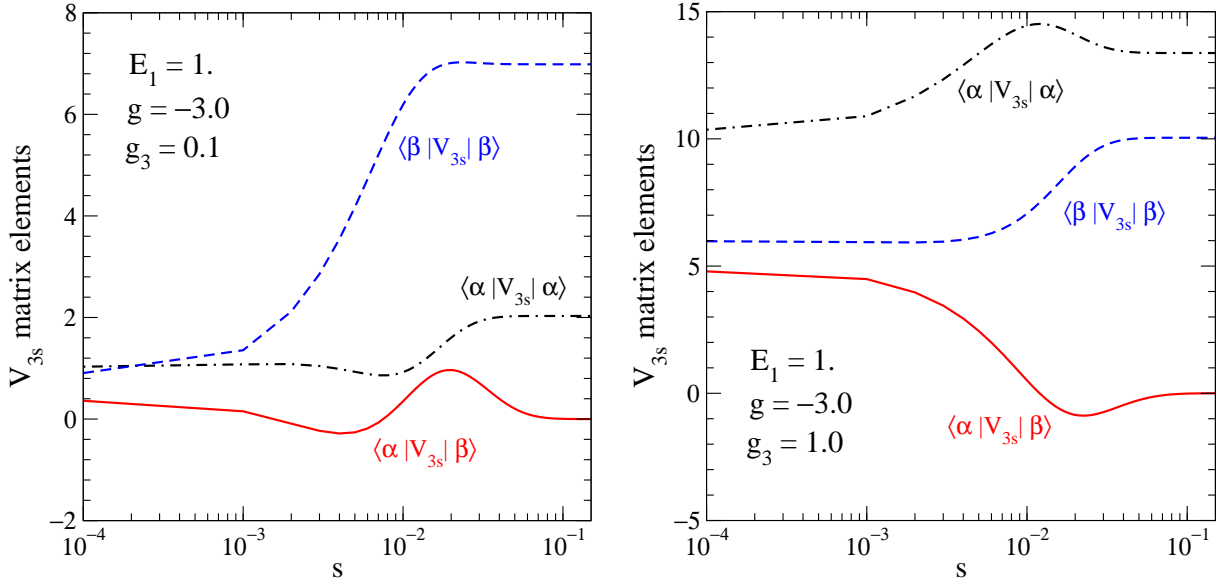 8
6
4
2
0
−2
V₃ₛ matrix elements
E₁ = 1.
g = −3.0
g₃ = 0.1
⟨β |V₃ₛ| β⟩
⟨α |V₃ₛ| α⟩
⟨α |V₃ₛ| β⟩
10⁻⁴
10⁻³
10⁻²
10⁻¹
s
15
10
5
0
−5
V₃ₛ matrix elements
⟨α |V₃ₛ| α⟩
⟨β |V₃ₛ| β⟩
E₁ = 1.
g = −3.0
g₃ = 1.0
⟨α |V₃ₛ| β⟩
10⁻⁴
10⁻³
10⁻²
10⁻¹
s